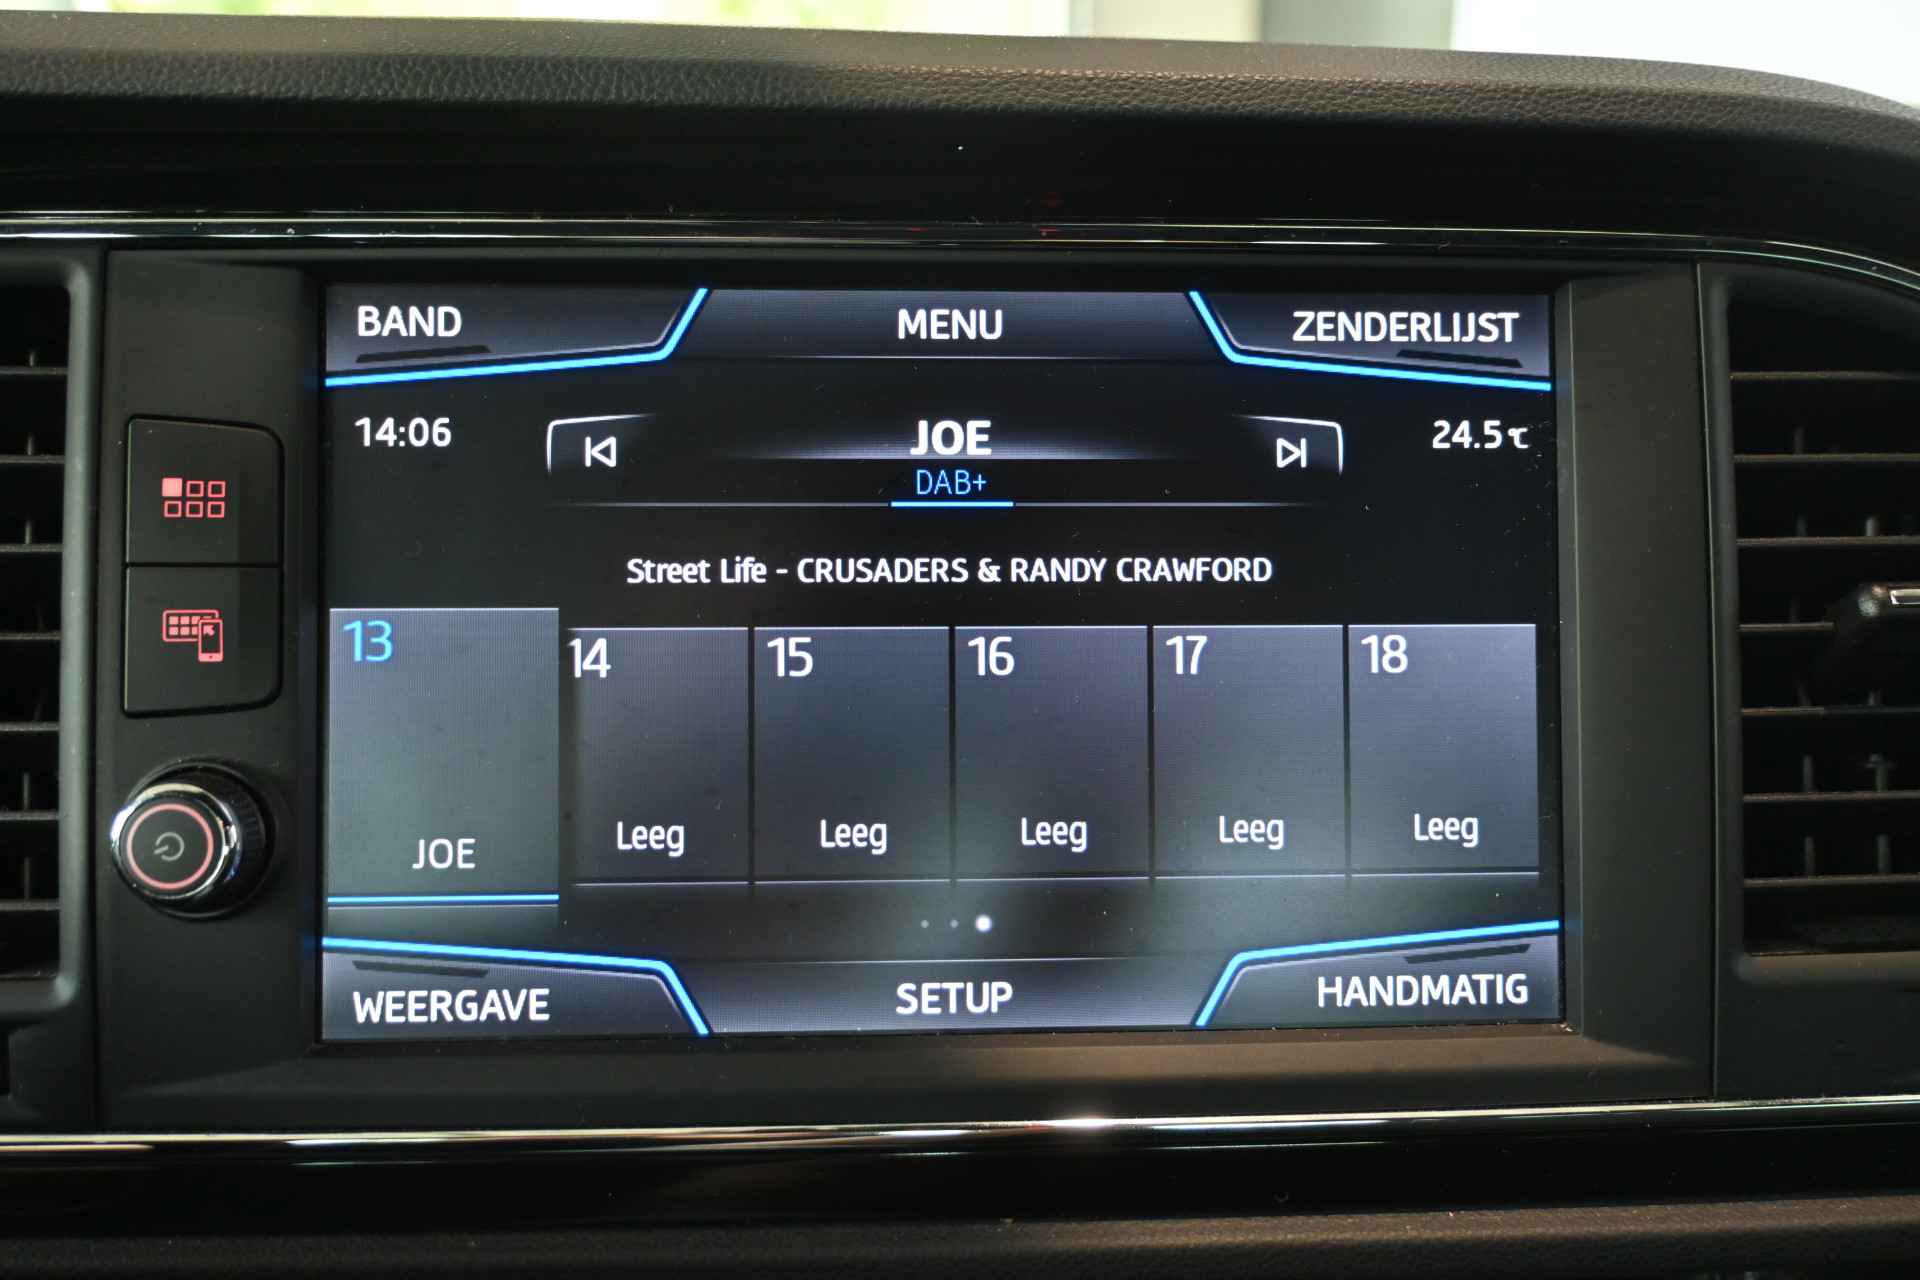 BAND MENU ZENDERLIJST
14:06 JOE 24.5°C
DAB+
Street Life - CRUSADERS & RANDY CRAWFORD
13 14 15 16 17 18
JOE Leeg Leeg Leeg Leeg Leeg
WEERGAVE SETUP HANDMATIG